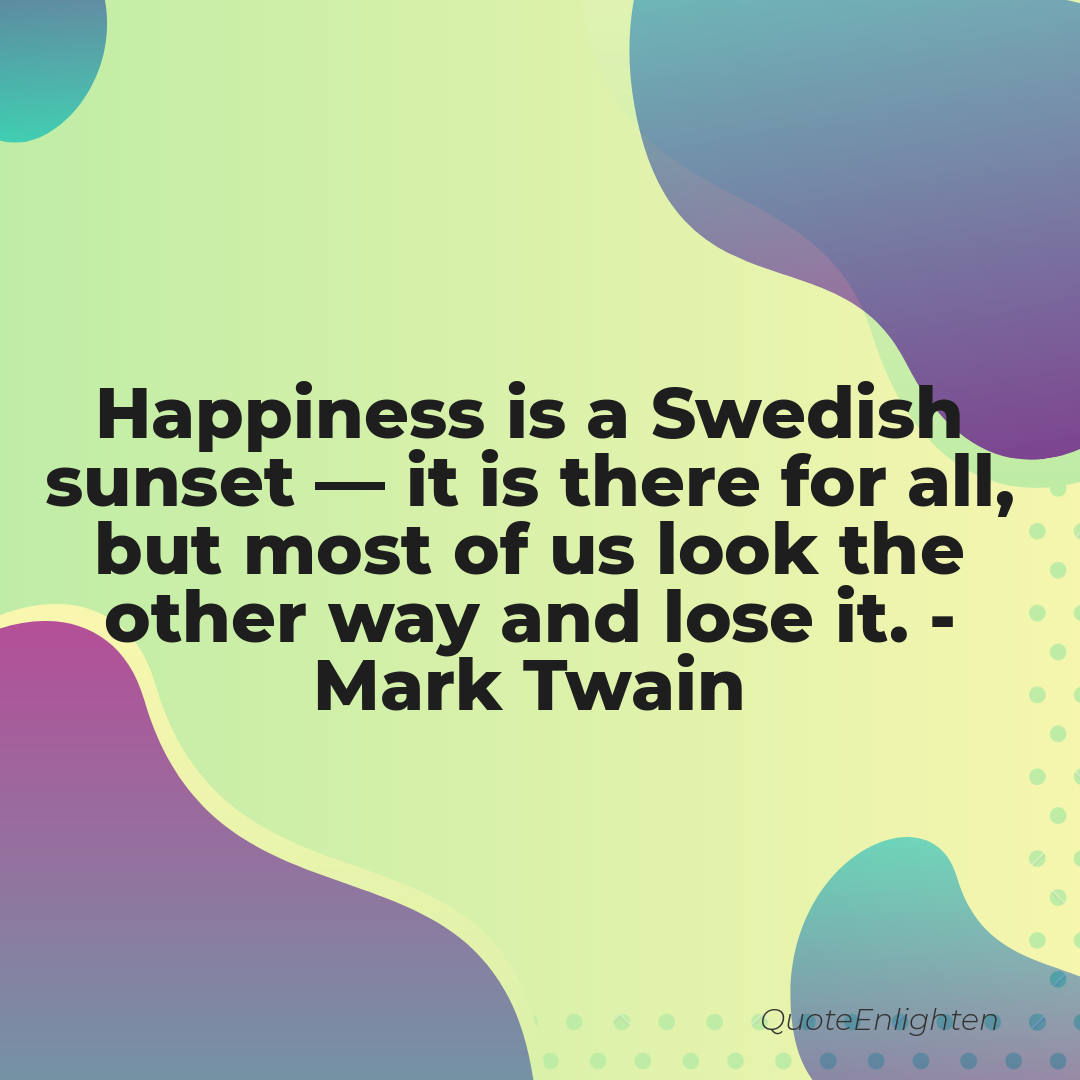 Happiness is a Swedish
sunset — it is there for all,
but most of us look the
other way and lose it. -
Mark Twain
QuoteEnlighten